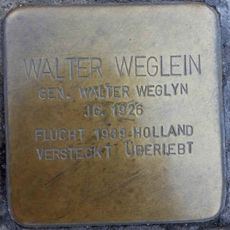 WALTER WEGLEIN
GEN. WALTER WEGLYN
JG. 1926
FLUCHT 1939 HOLLAND
VERSTECKT ÜBERLEBT